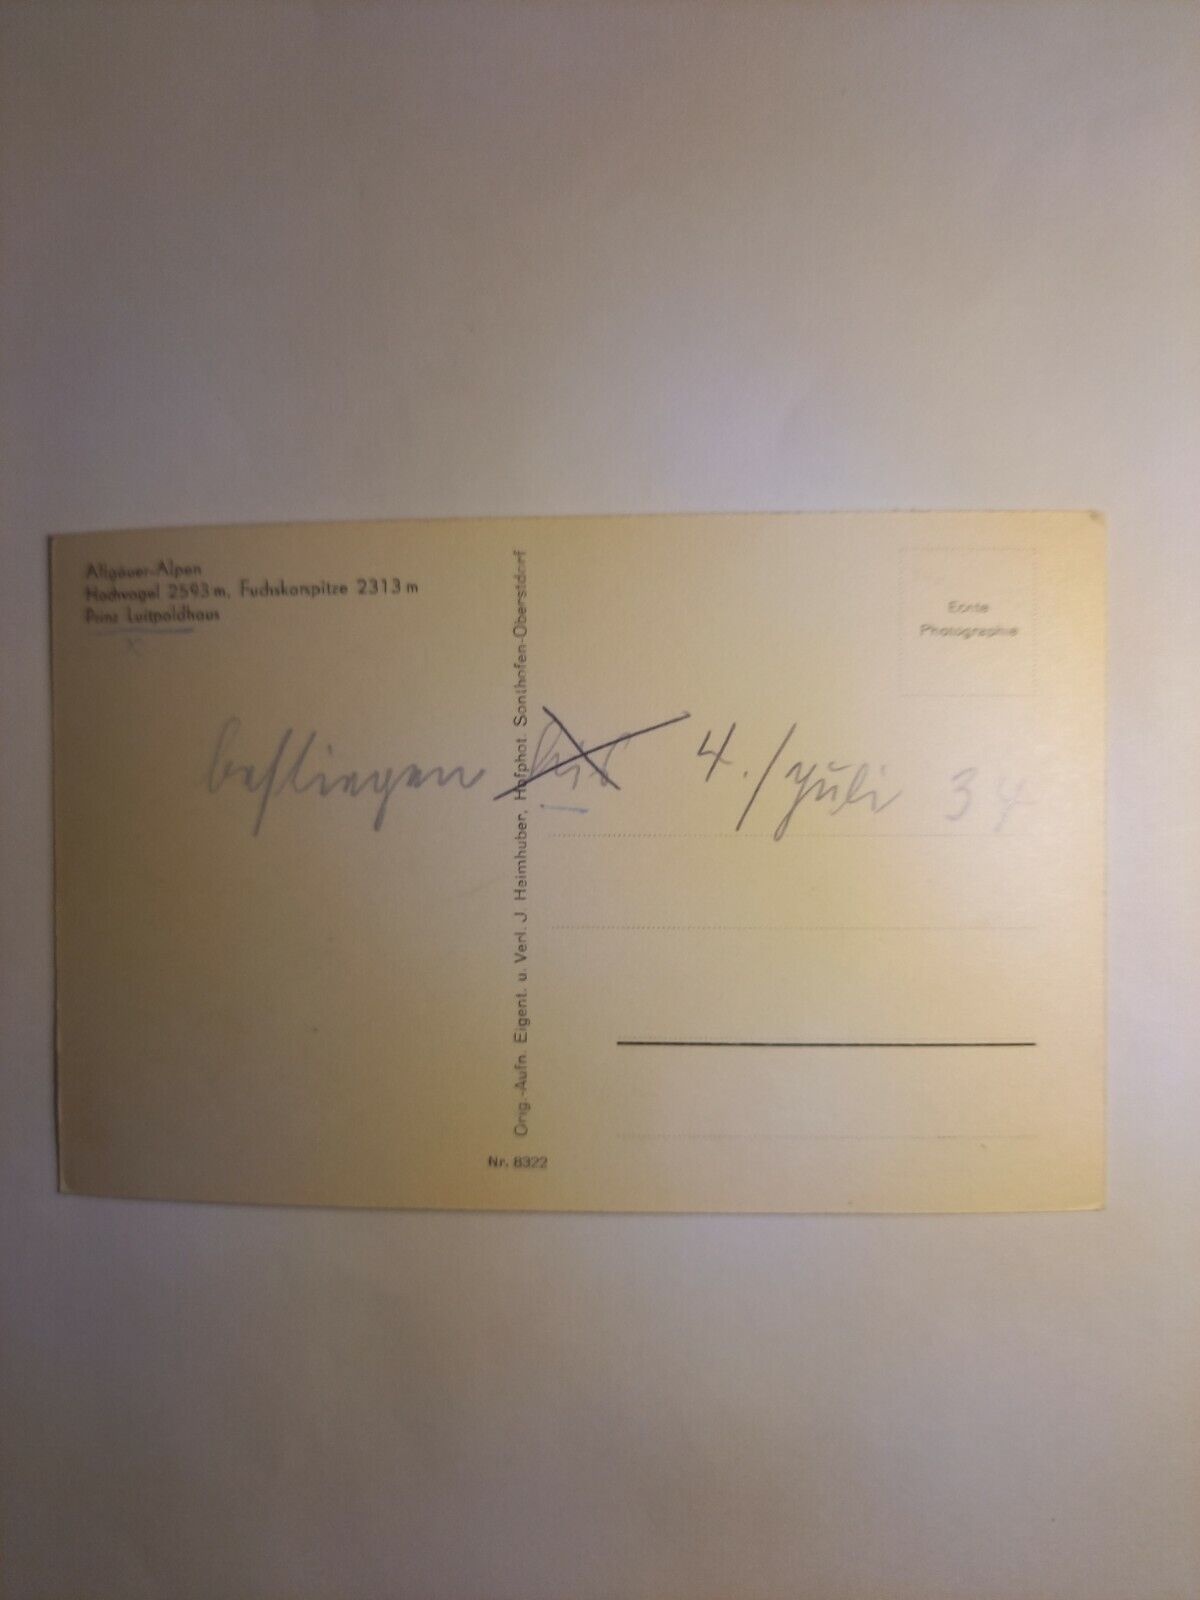 Allgäuer-Alpen
Hochvogel 2593 m, Fuchskarspitze 2313 m
Prinz Luitpoldhaus
x
Echte
Photographie
bestiegen 4./Juli 34
Orig.-Aufn. Eigent. u. Verl. J. Heimhuber, Hofphot. Sonthofen-Oberstdorf
Nr. 8322